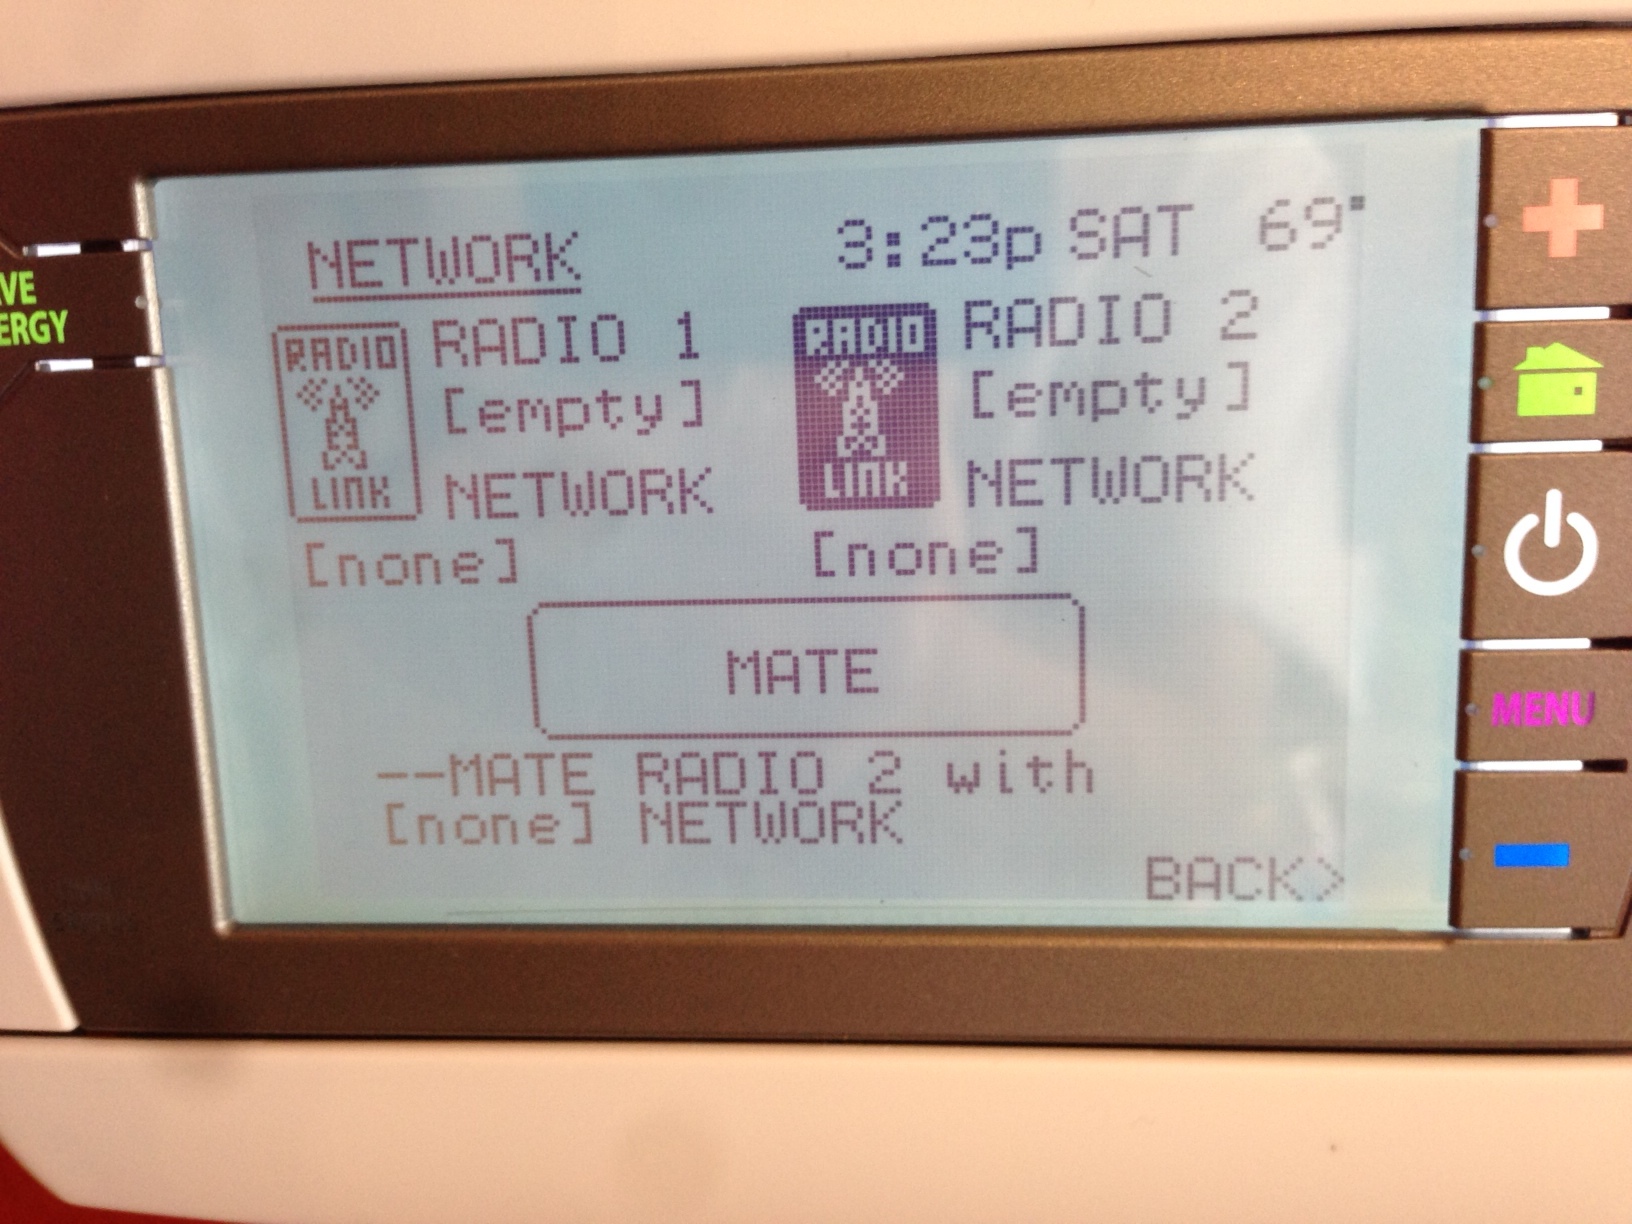 NETWORK 3:23p SAT 69°
RADIO LINK
RADIO 1
[empty]
NETWORK
[none]
RADIO LINK
RADIO 2
[empty]
NETWORK
[none]
MATE
--MATE RADIO 2 with
[none] NETWORK
BACK>
MENU